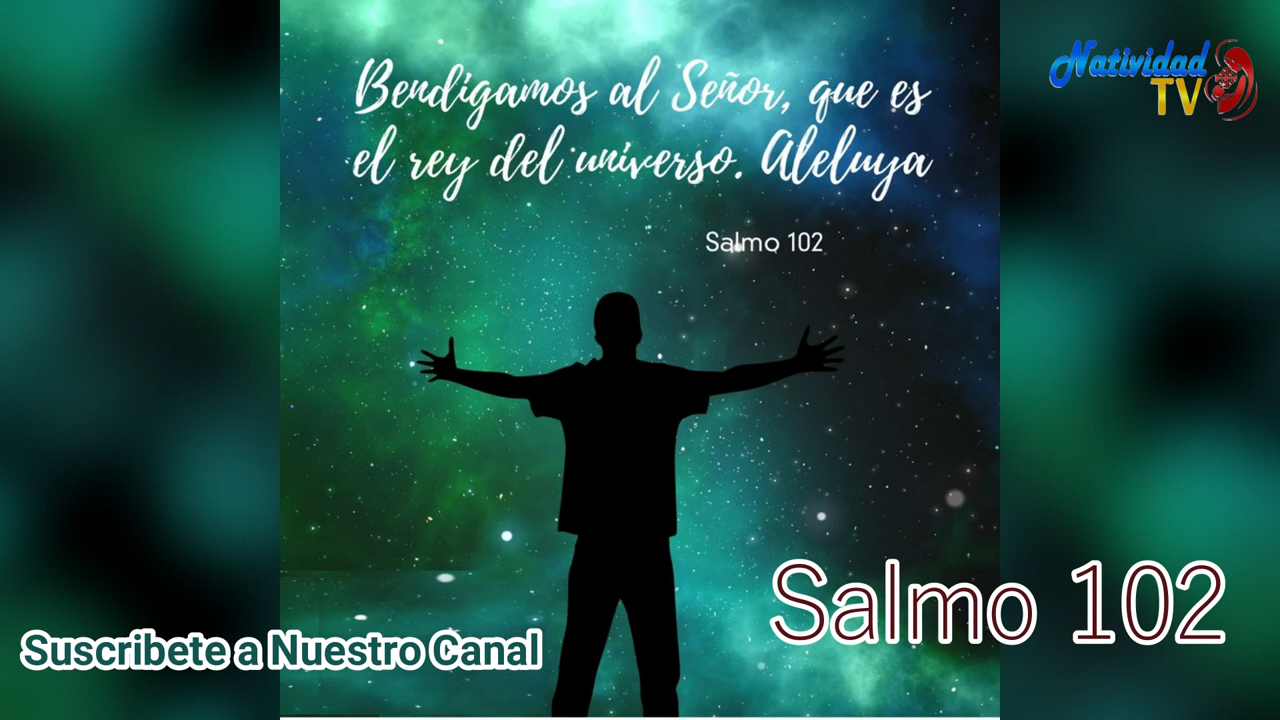 Bendigamos al Señor, que es
el rey del universo. Aleluya
Salmo 102
Natividad
TV
Salmo 102
Suscribete a Nuestro Canal